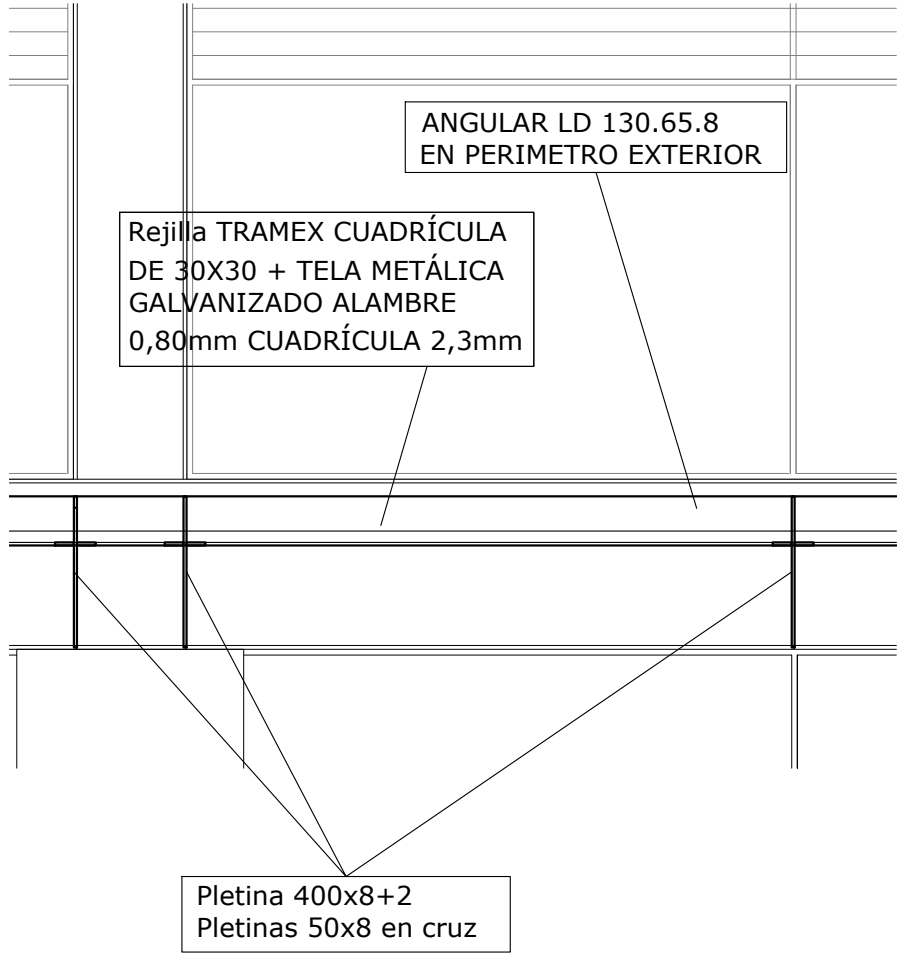 ANGULAR LD 130.65.8
EN PERIMETRO EXTERIOR
Rejilla TRAMEX CUADRÍCULA
DE 30X30 + TELA METÁLICA
GALVANIZADO ALAMBRE
0,80mm CUADRÍCULA 2,3mm
Pletina 400x8+2
Pletinas 50x8 en cruz